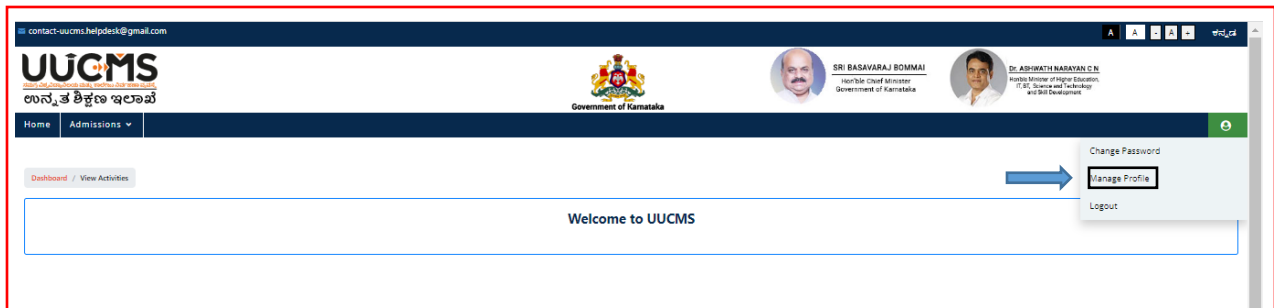 contact-uucms.helpdesk@gmail.com
A A - A + ಕನ್ನಡ
UUCMS
ಉನ್ನತ ಶಿಕ್ಷಣ ಇಲಾಖೆ
Government of Karnataka
SRI BASAVARAJ BOMMAI
Hon'ble Chief Minister
Government of Karnataka
Dr. ASHWATH NARAYAN C N
Honble Minister of Higher Education,
IT, BT, Science and Technology
and Skill Development
Home Admissions
Change Password
Manage Profile
Logout
Dashboard / View Activities
Welcome to UUCMS